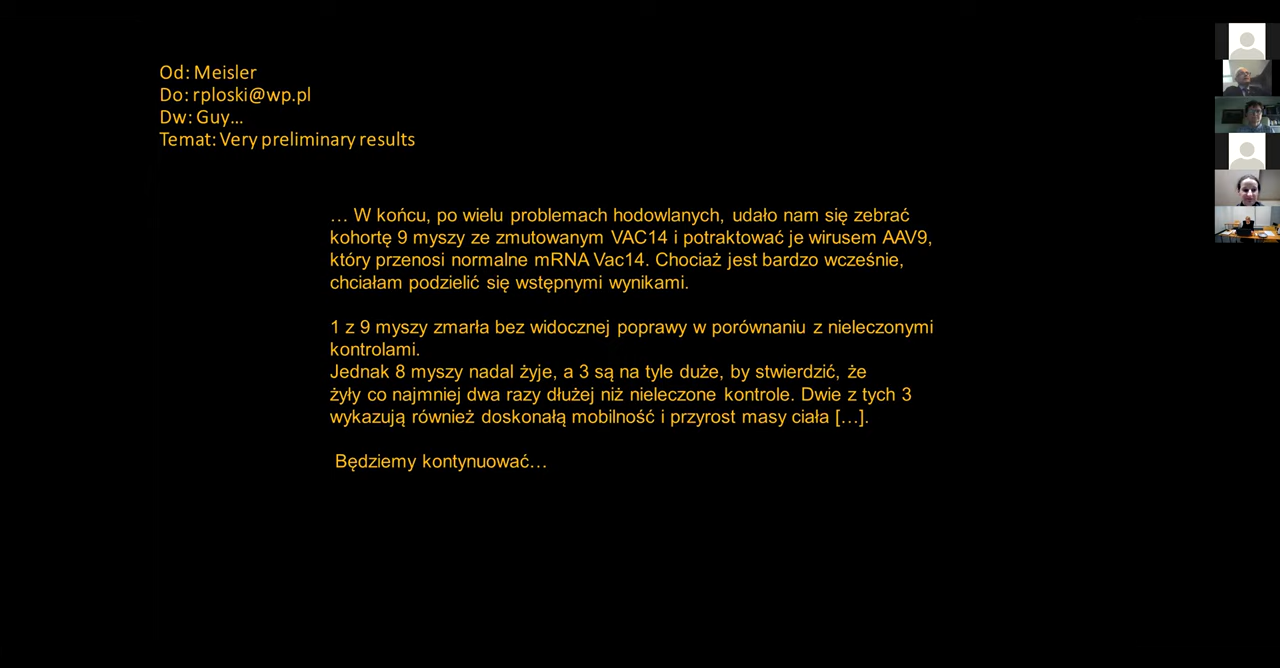 Od: Meisler
Do: rploski@wp.pl
Dw: Guy...
Temat: Very preliminary results
... W końcu, po wielu problemach hodowlanych, udało nam się zebrać
kohortę 9 myszy ze zmutowanym VAC14 i potraktować je wirusem AAV9,
który przenosi normalne mRNA Vac14. Chociaż jest bardzo wcześnie,
chciałam podzielić się wstępnymi wynikami.
1 z 9 myszy zmarła bez widocznej poprawy w porównaniu z nieleczonymi
kontrolami.
Jednak 8 myszy nadal żyje, a 3 są na tyle duże, by stwierdzić, że
żyły co najmniej dwa razy dłużej niż nieleczone kontrole. Dwie z tych 3
wykazują również doskonałą mobilność i przyrost masy ciała [...].
Będziemy kontynuować...